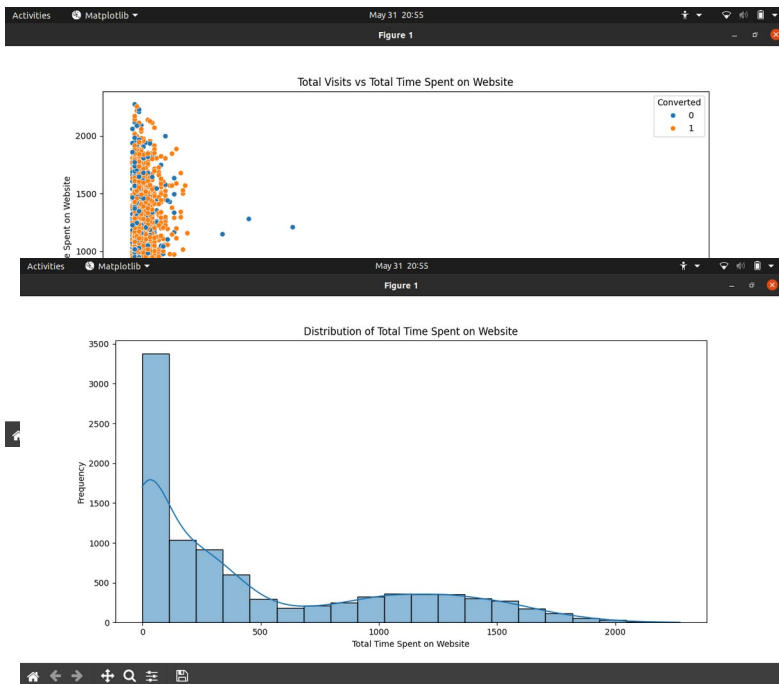 Activities Matplotlib May 31 20:55
Figure 1
Total Visits vs Total Time Spent on Website
Converted
0
1
2000
1500
1000
Spent on Website
Activities Matplotlib May 31 20:55
Figure 1
Distribution of Total Time Spent on Website
3500
3000
2500
2000
1500
1000
500
0
Frequency
0 500 1000 1500 2000
Total Time Spent on Website